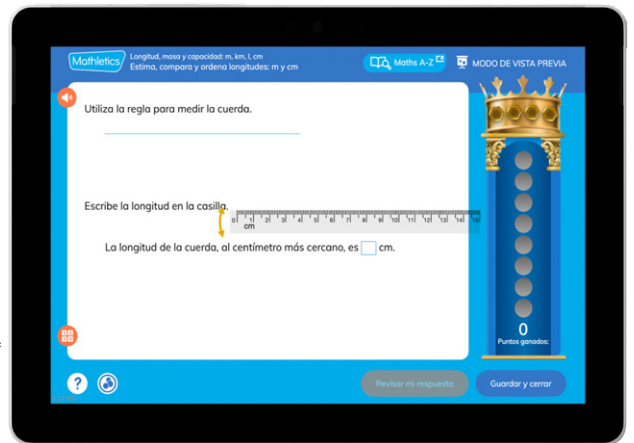 Mathletics
Longitud, masa y capacidad: m, km, l, cm
Estima, compara y ordena longitudes: m y cm
Maths A-Z
MODO DE VISTA PREVIA
Utiliza la regla para medir la cuerda.
Escribe la longitud en la casilla.
0 1 2 3 4 5 6 7 8 9 10 11 12 13 14 15
cm
La longitud de la cuerda, al centímetro más cercano, es cm.
0
Puntos ganados:
?
Revisar mi respuesta
Guardar y cerrar